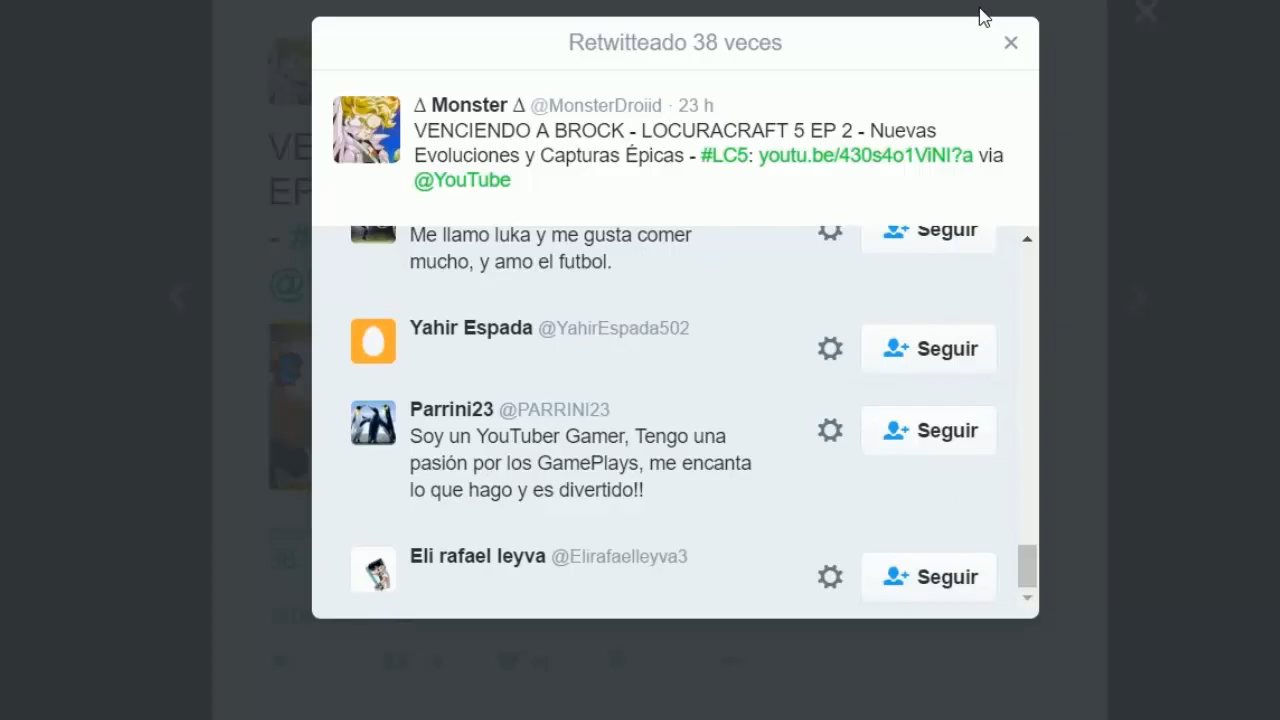 Retwitteado 38 veces
Δ Monster Δ @MonsterDroiid · 23 h
VENCIENDO A BROCK - LOCURACRAFT 5 EP 2 - Nuevas
Evoluciones y Capturas Épicas - #LC5: youtu.be/430s4o1ViNI?a via
@YouTube
Me llamo luka y me gusta comer
mucho, y amo el futbol.
Seguir
Yahir Espada @YahirEspada502
Seguir
Parrini23 @PARRINI23
Soy un YouTuber Gamer, Tengo una
pasión por los GamePlays, me encanta
lo que hago y es divertido!!
Seguir
Eli rafael leyva @Elirafaelleyva3
Seguir
VE
EP
- #
@